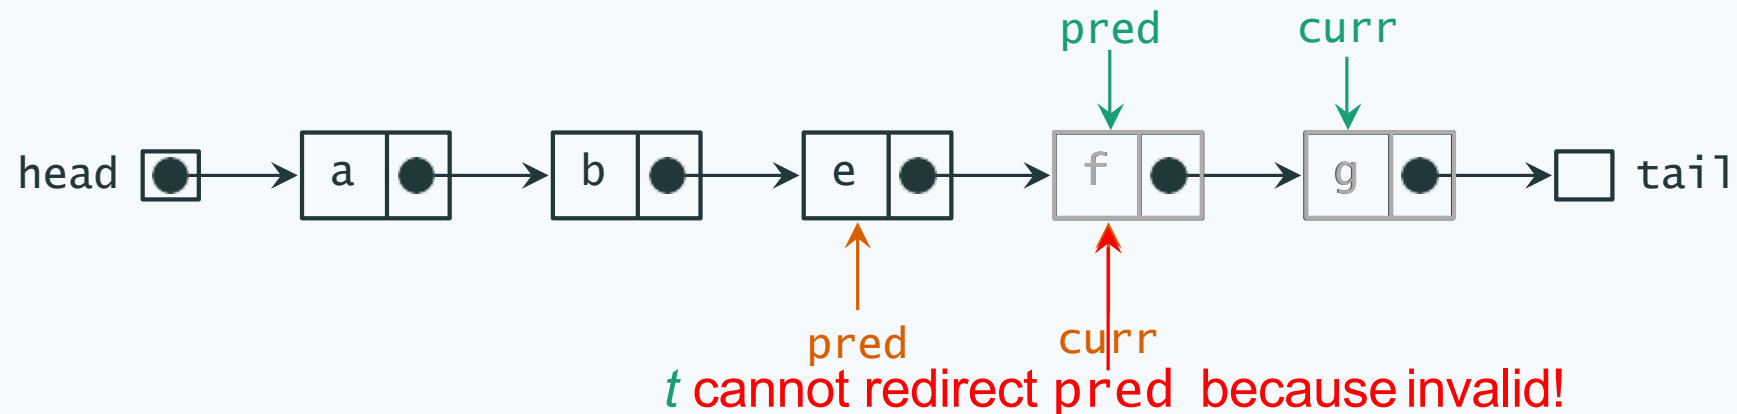 pred curr
head a b e f g tail
pred curr
t cannot redirect pred because invalid!